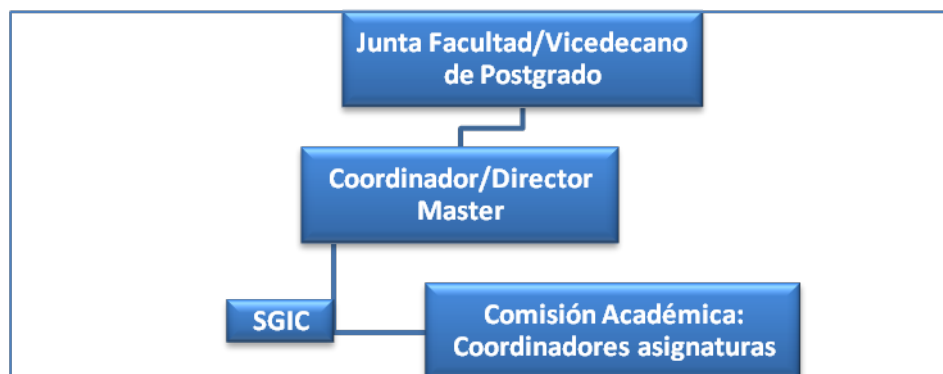 Junta Facultad/Vicedecano
de Postgrado
Coordinador/Director
Master
SGIC
Comisión Académica:
Coordinadores asignaturas